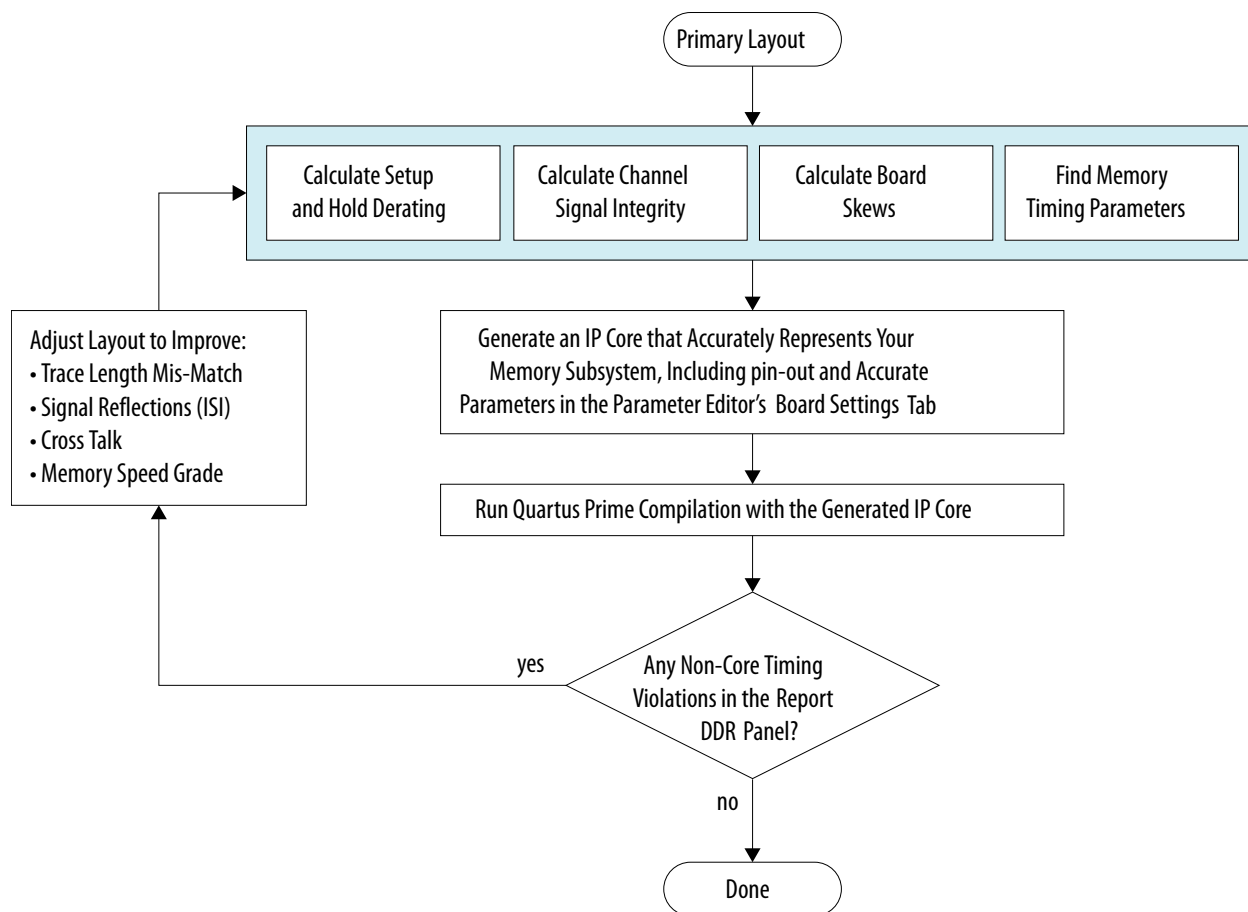 Primary Layout
Calculate Setup
and Hold Derating
Calculate Channel
Signal Integrity
Calculate Board
Skews
Find Memory
Timing Parameters
Adjust Layout to Improve:
• Trace Length Mis-Match
• Signal Reflections (ISI)
• Cross Talk
• Memory Speed Grade
Generate an IP Core that Accurately Represents Your
Memory Subsystem, Including pin-out and Accurate
Parameters in the Parameter Editor's Board Settings Tab
Run Quartus Prime Compilation with the Generated IP Core
yes
Any Non-Core Timing
Violations in the Report
DDR Panel?
no
Done